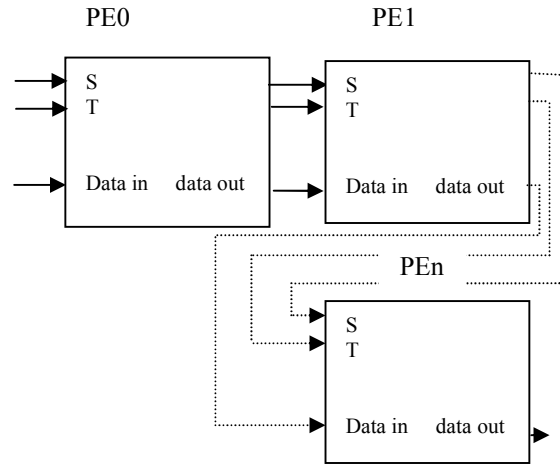 PE0
PE1
S
T
Data in data out
S
T
Data in data out
PEn
S
T
Data in data out